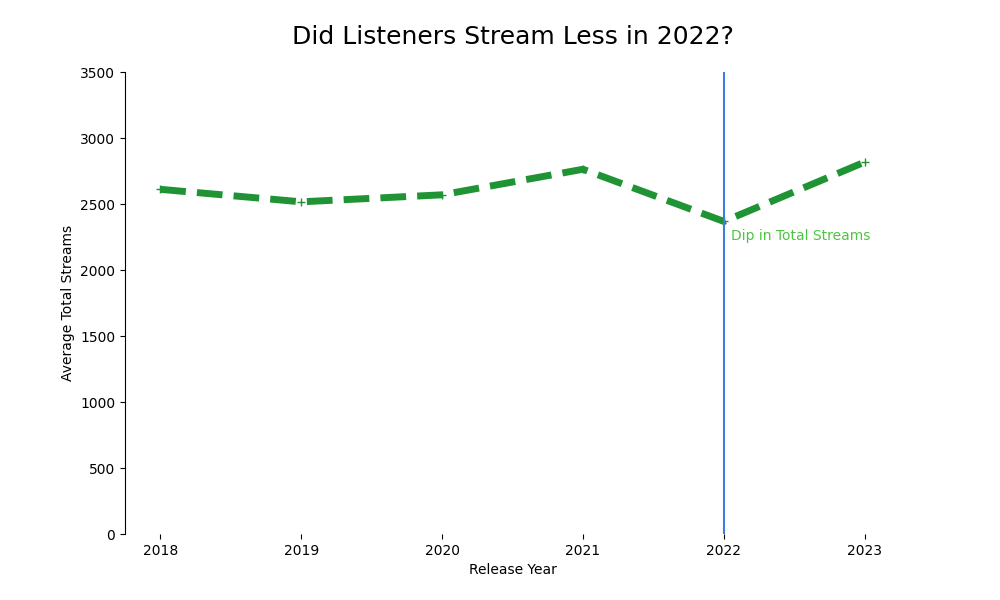 Did Listeners Stream Less in 2022?
3500
3000
2500
2000
1500
1000
500
0
Average Total Streams
Dip in Total Streams
2018 2019 2020 2021 2022 2023
Release Year